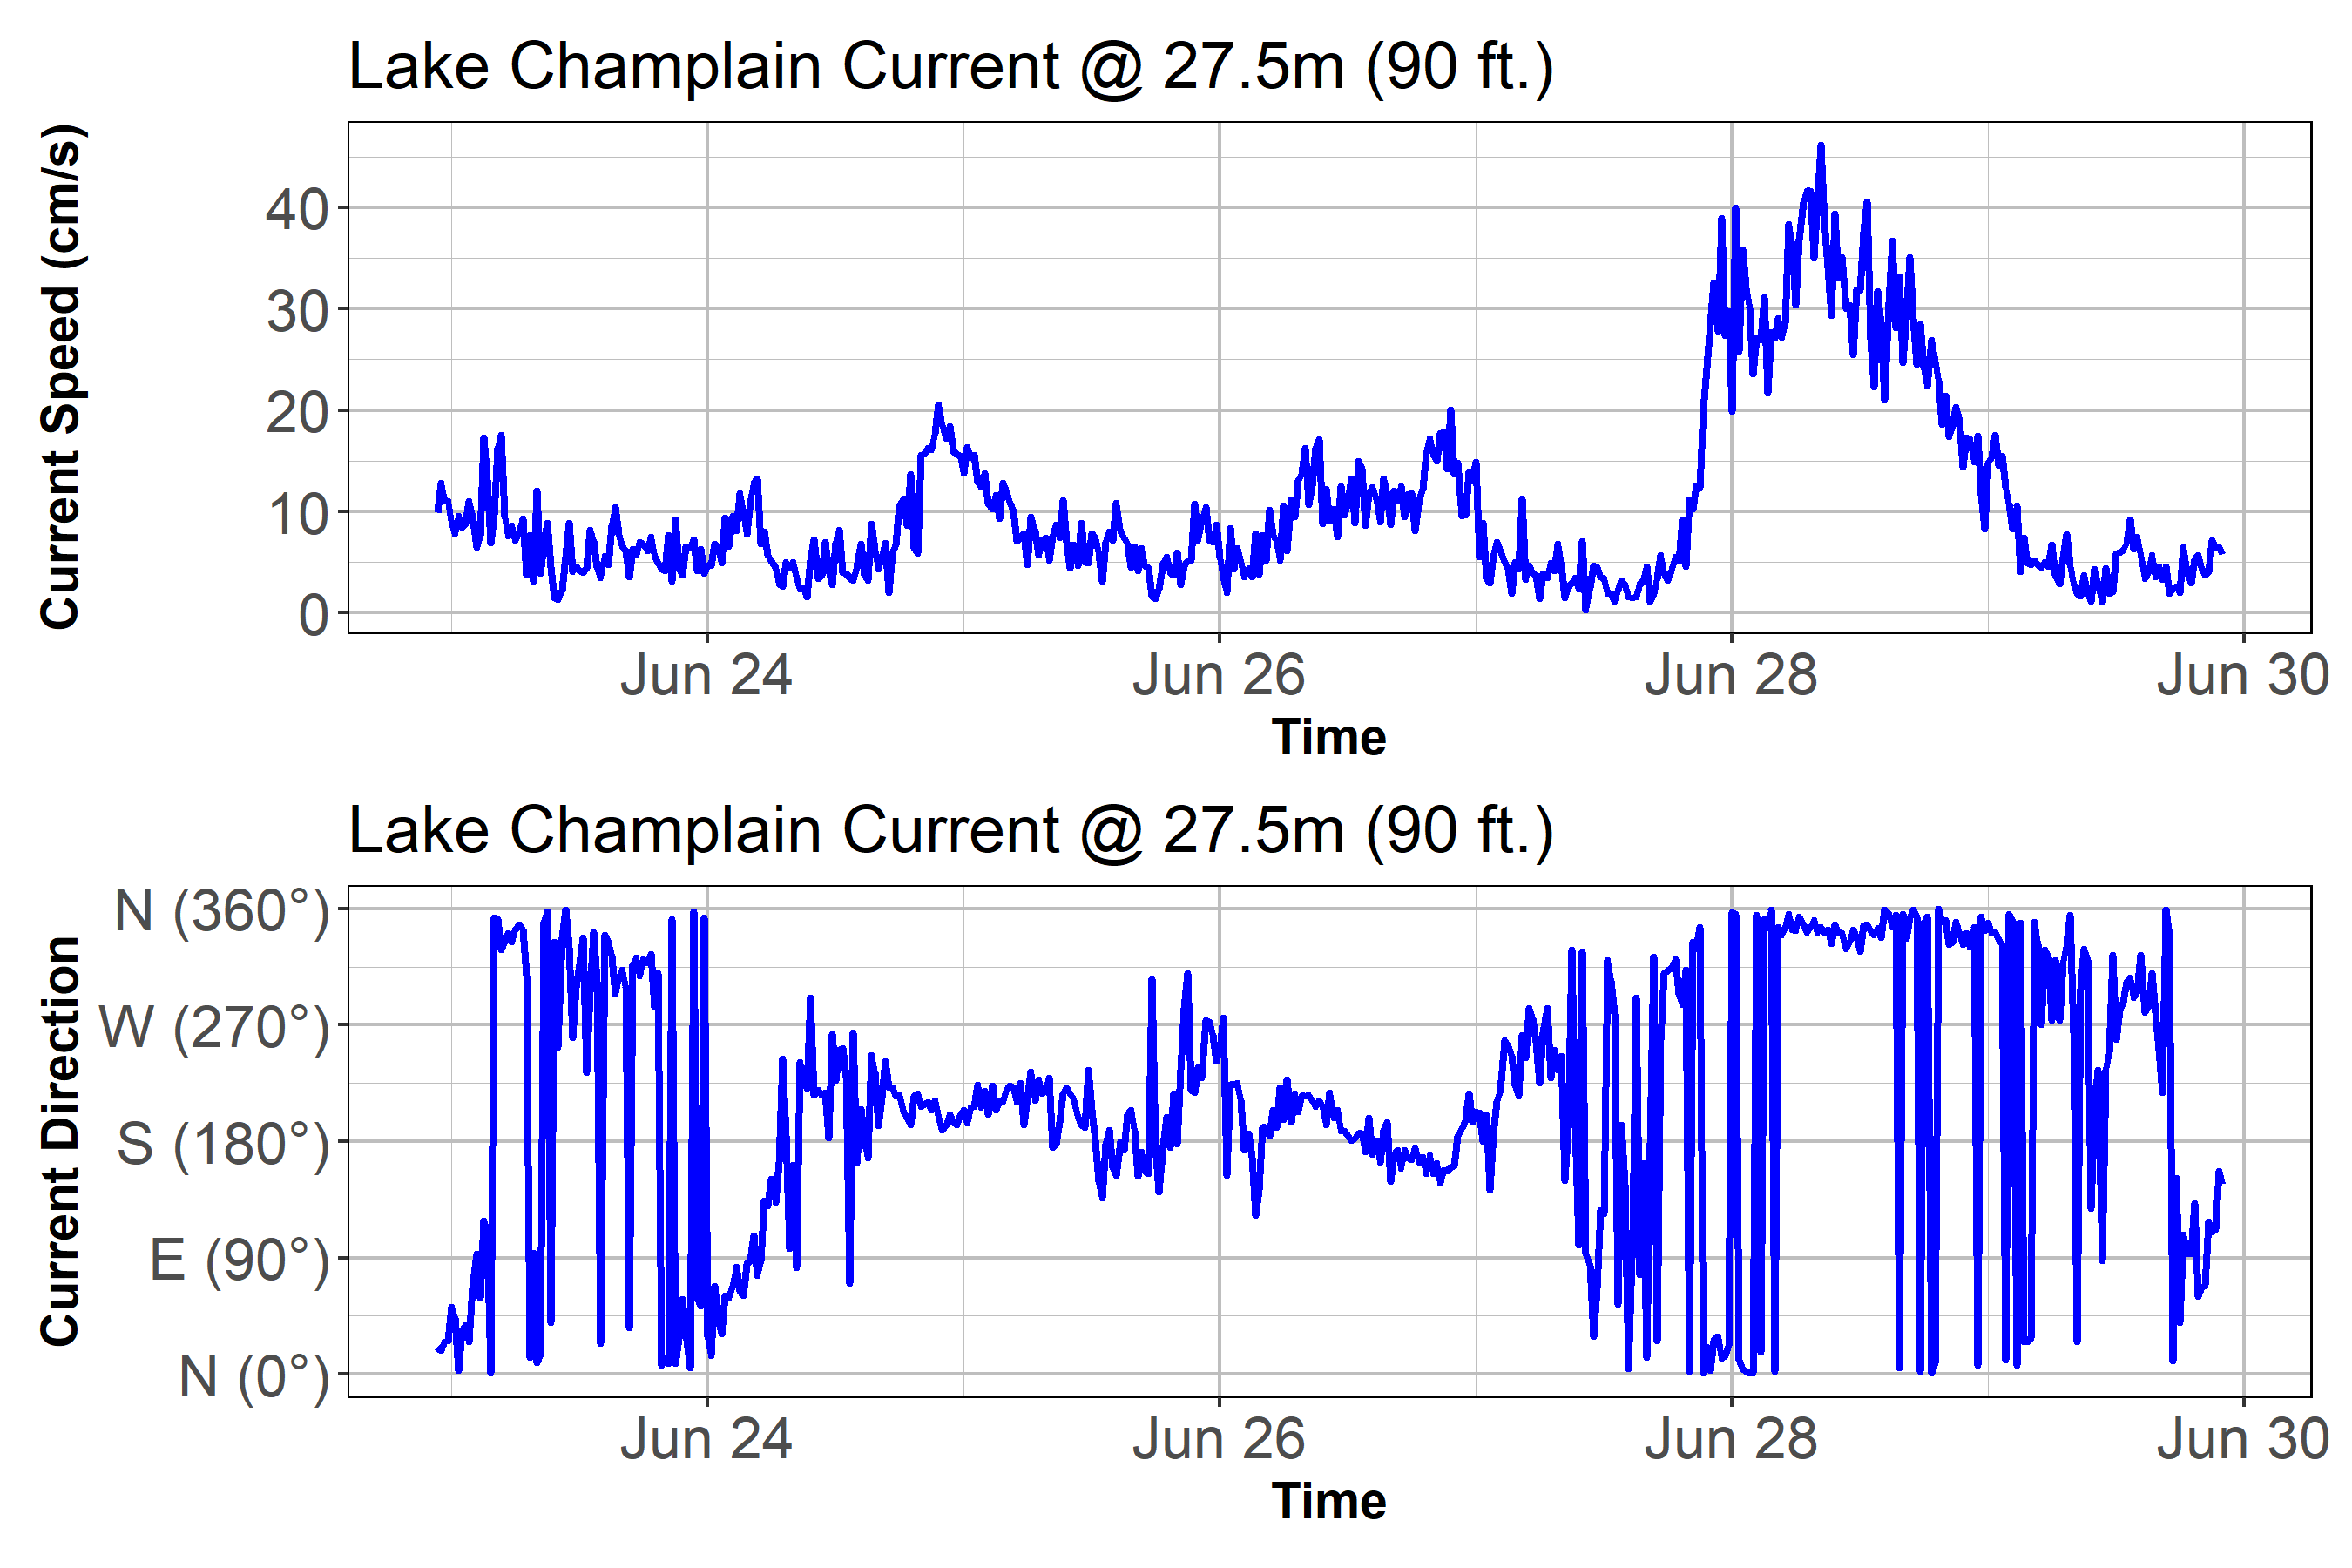 Lake Champlain Current @ 27.5m (90 ft.)
Current Speed (cm/s)
40
30
20
10
0
Jun 24 Jun 26 Jun 28 Jun 30
Time
Lake Champlain Current @ 27.5m (90 ft.)
Current Direction
N (360°)
W (270°)
S (180°)
E (90°)
N (0°)
Jun 24 Jun 26 Jun 28 Jun 30
Time